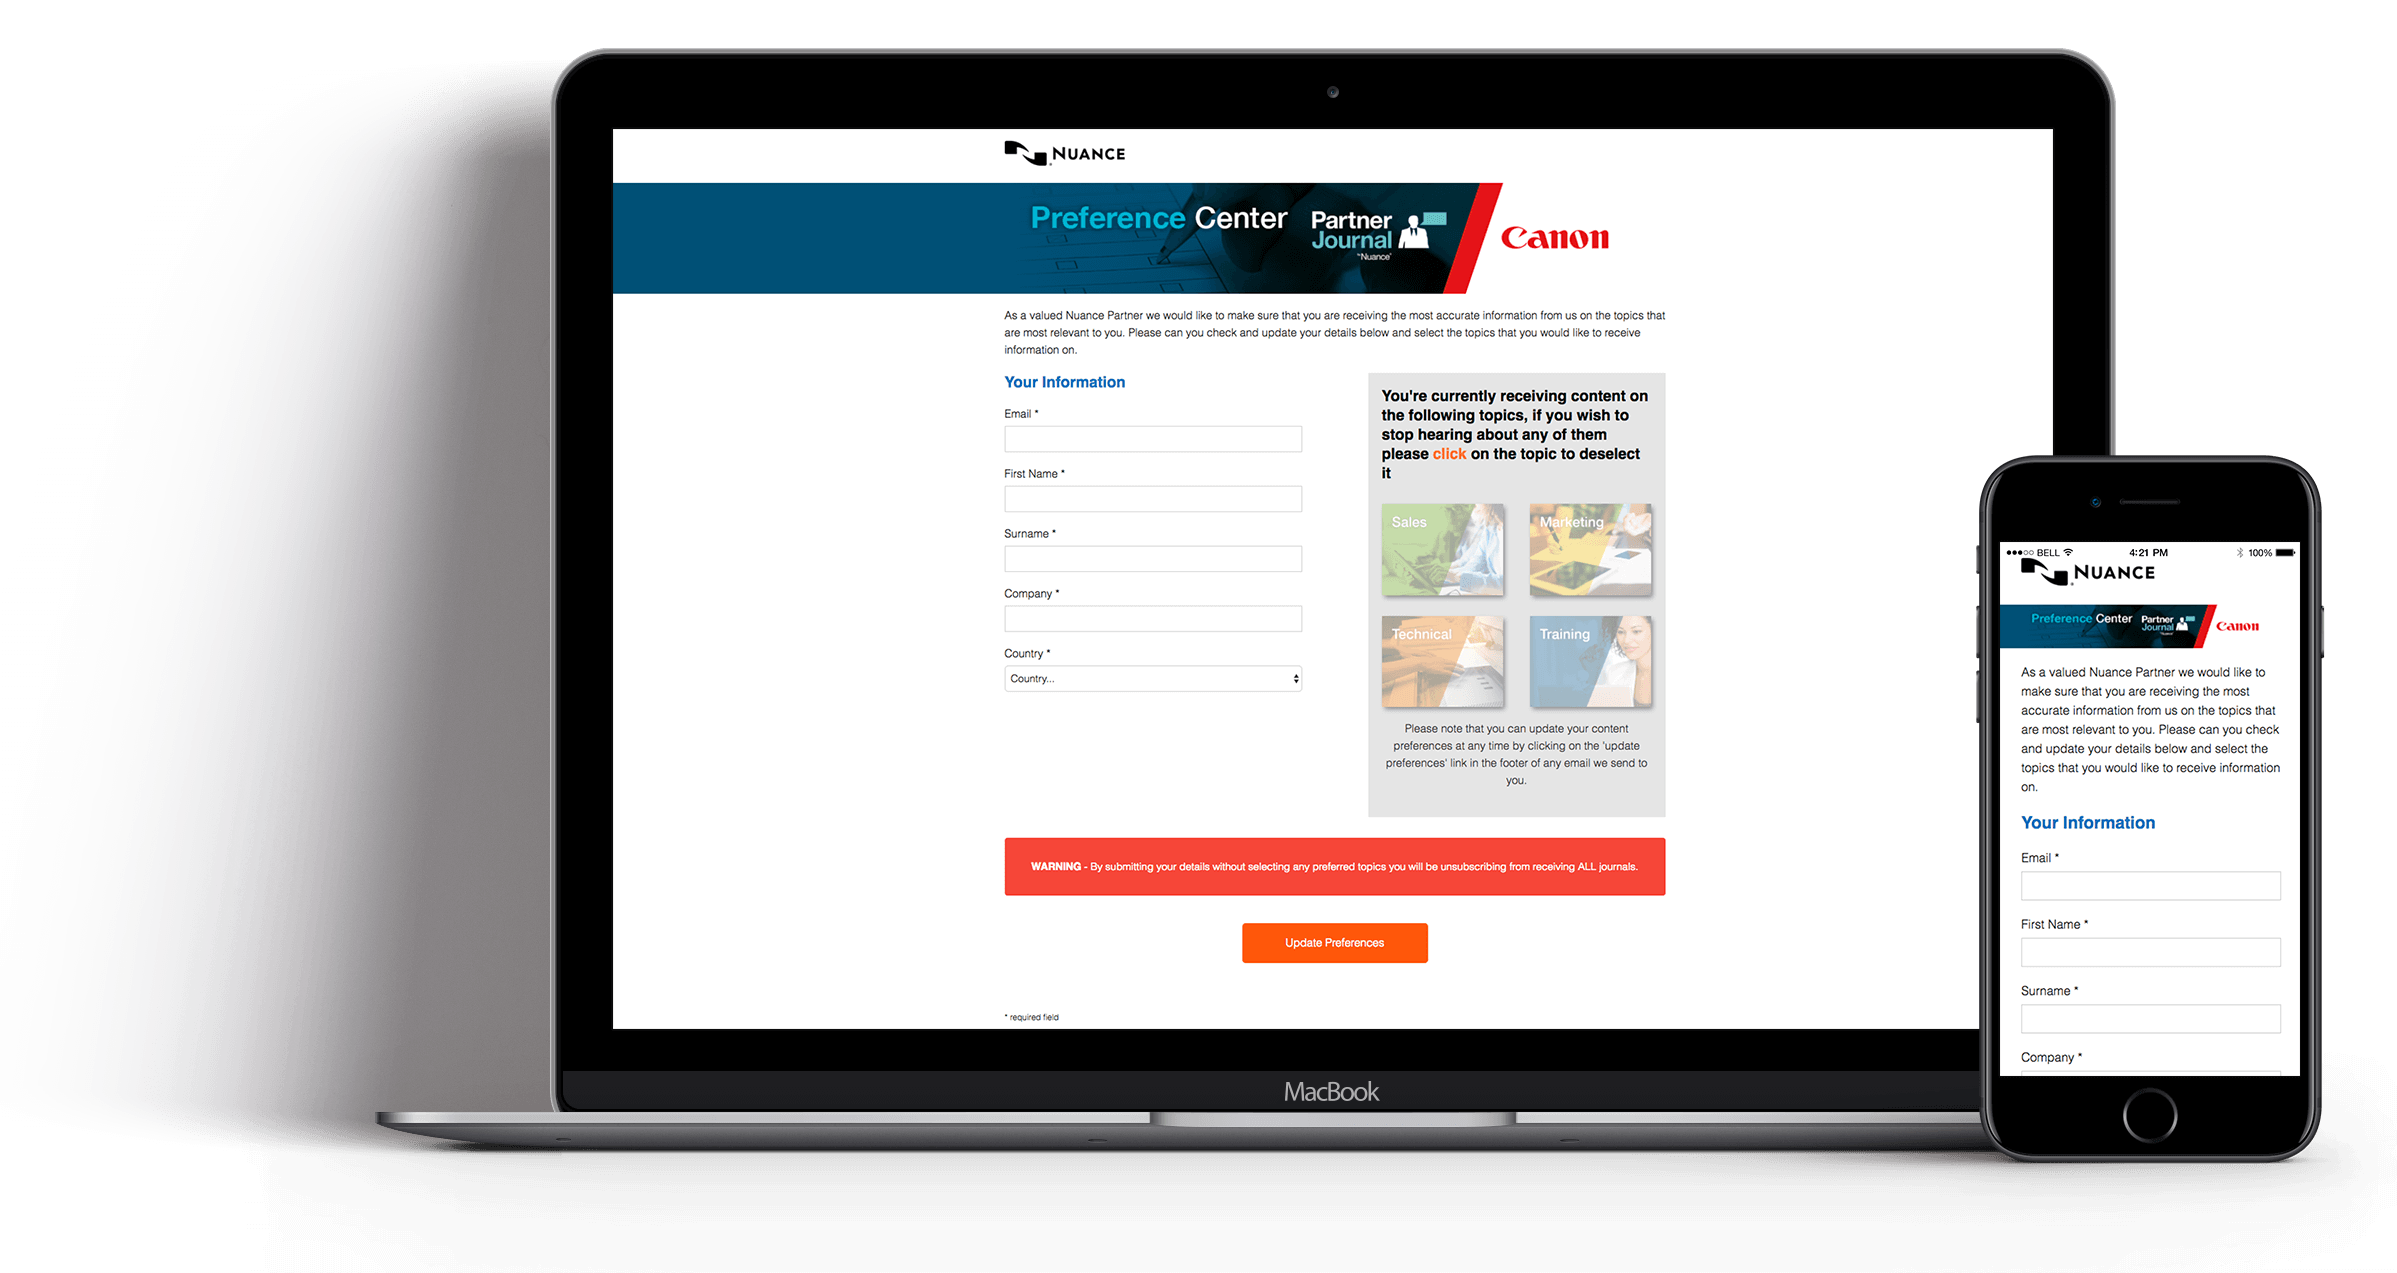 NUANCE
Preference Center
Partner
Journal
"Nuance"
Canon
As a valued Nuance Partner we would like to make sure that you are receiving the most accurate information from us on the topics that
are most relevant to you. Please can you check and update your details below and select the topics that you would like to receive
information on.
Your Information
Email *
First Name *
Surname *
Company *
Country *
Country...
You're currently receiving content on
the following topics, if you wish to
stop hearing about any of them
please click on the topic to deselect
it
Sales
Marketing
Technical
Training
Please note that you can update your content
preferences at any time by clicking on the 'update
preferences' link in the footer of any email we send to
you.
WARNING - By submitting your details without selecting any preferred topics you will be unsubscribing from receiving ALL journals.
Update Preferences
* required field
MacBook
BELL 4:21 PM 100%
NUANCE
Preference Center
Partner
Journal
Canon
As a valued Nuance Partner we would like to
make sure that you are receiving the most
accurate information from us on the topics that
are most relevant to you. Please can you check
and update your details below and select the
topics that you would like to receive information
on.
Your Information
Email *
First Name *
Surname *
Company *